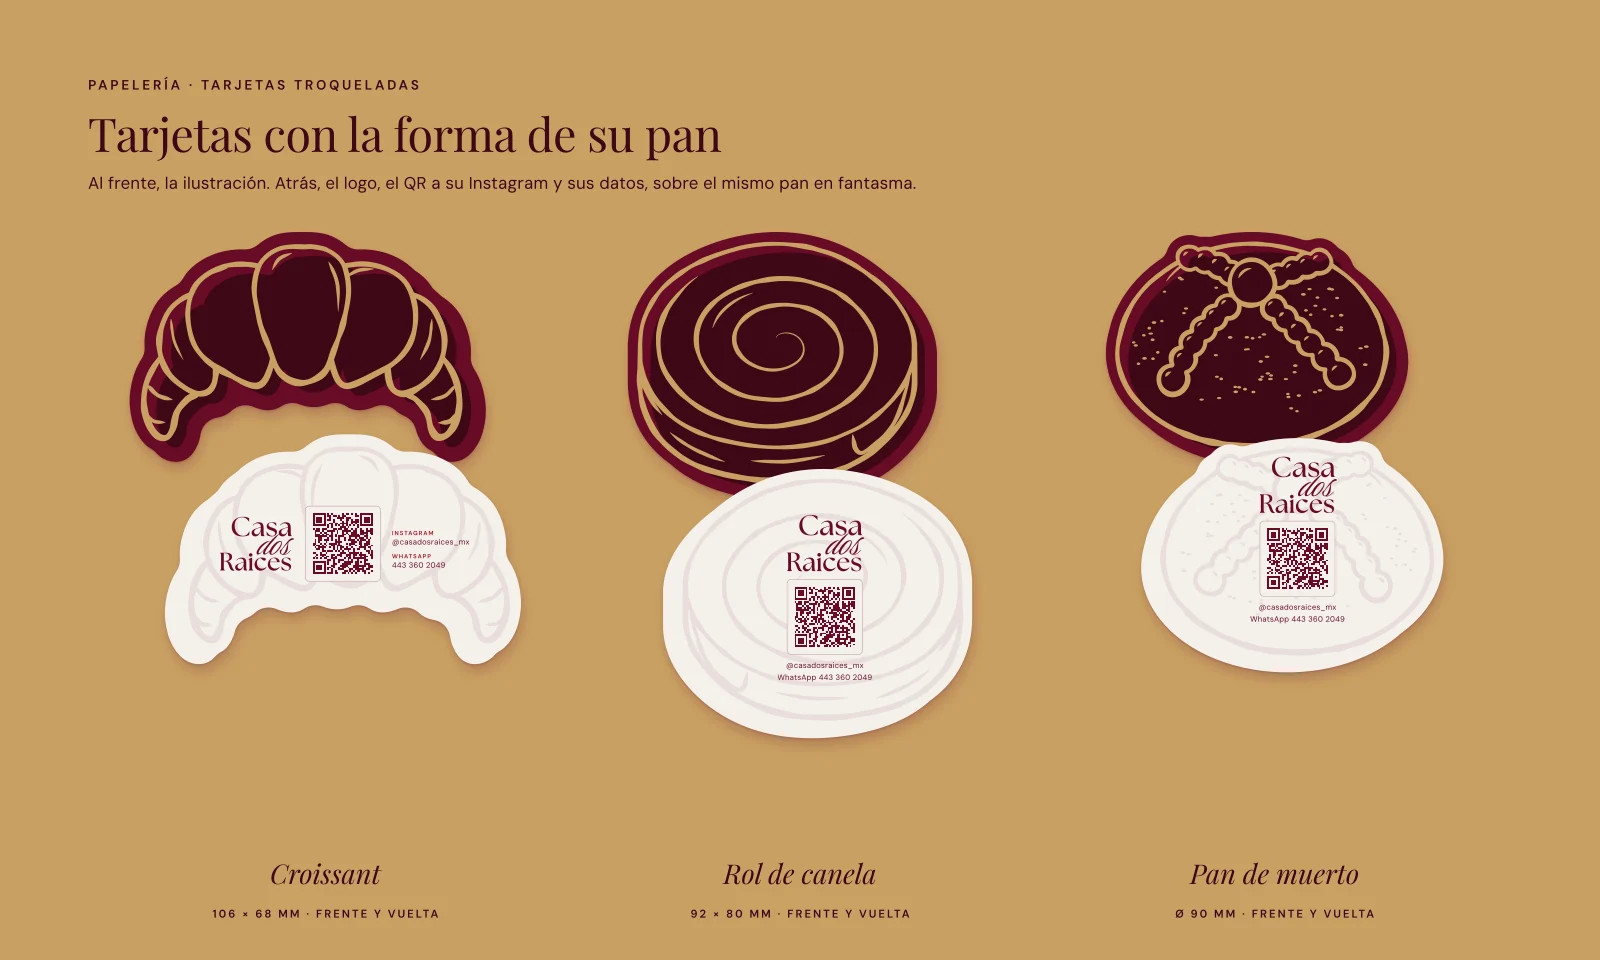 PAPELERÍA · TARJETAS TROQUELADAS
Tarjetas con la forma de su pan
Al frente, la ilustración. Atrás, el logo, el QR a su Instagram y sus datos, sobre el mismo pan en fantasma.
Casa
dos
Raices
INSTAGRAM
@casadosraices_mx
WHATSAPP
443 360 2049
Casa
dos
Raices
@casadosraices_mx
WhatsApp 443 360 2049
Casa
dos
Raices
@casadosraices_mx
WhatsApp 443 360 2049
Croissant
106 × 68 MM · FRENTE Y VUELTA
Rol de canela
92 × 80 MM · FRENTE Y VUELTA
Pan de muerto
Ø 90 MM · FRENTE Y VUELTA